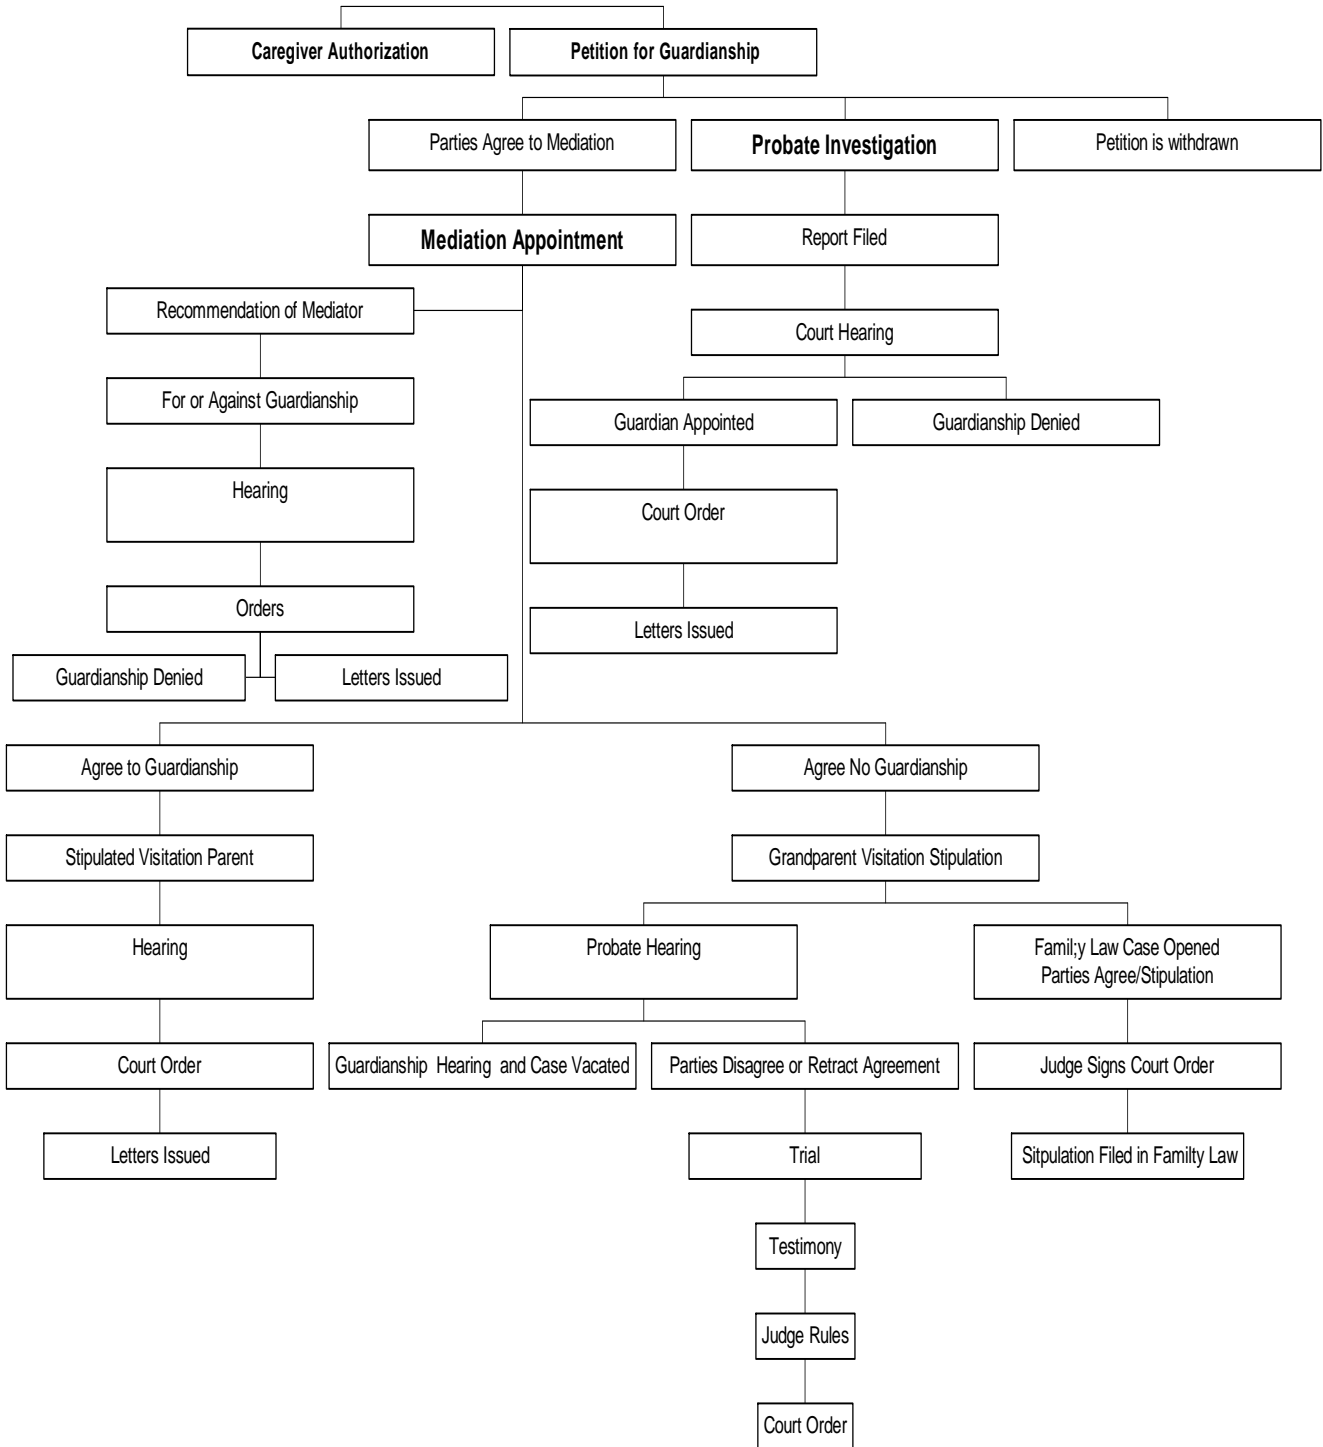 Caregiver Authorization
Petition for Guardianship
Parties Agree to Mediation
Probate Investigation
Petition is withdrawn
Mediation Appointment
Report Filed
Recommendation of Mediator
Court Hearing
For or Against Guardianship
Guardian Appointed
Guardianship Denied
Hearing
Court Order
Orders
Letters Issued
Guardianship Denied
Letters Issued
Agree to Guardianship
Agree No Guardianship
Stipulated Visitation Parent
Grandparent Visitation Stipulation
Hearing
Probate Hearing
Famil;y Law Case Opened
Parties Agree/Stipulation
Court Order
Guardianship Hearing and Case Vacated
Parties Disagree or Retract Agreement
Judge Signs Court Order
Letters Issued
Trial
Sitpulation Filed in Familty Law
Testimony
Judge Rules
Court Order